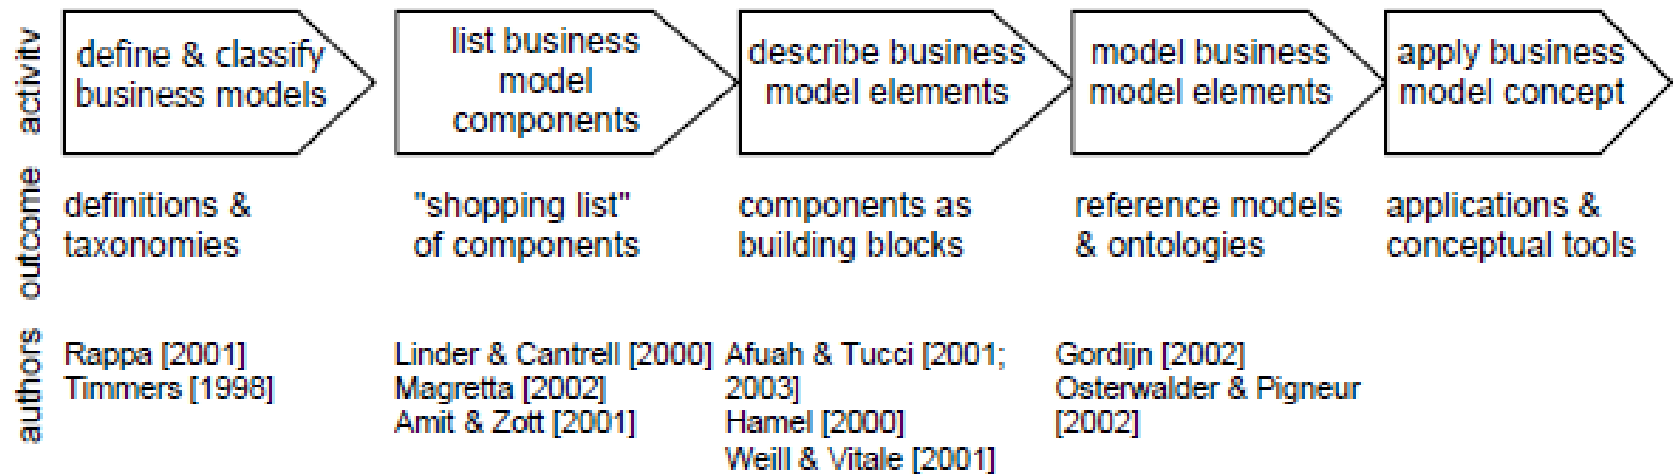 activity
define & classify
business models
list business
model
components
describe business
model elements
model business
model elements
apply business
model concept
outcome
definitions &
taxonomies
"shopping list"
of components
components as
building blocks
reference models
& ontologies
applications &
conceptual tools
authors
Rappa [2001]
Timmers [1998]
Linder & Cantrell [2000]
Magretta [2002]
Amit & Zott [2001]
Afuah & Tucci [2001;
2003]
Hamel [2000]
Weill & Vitale [2001]
Gordijn [2002]
Osterwalder & Pigneur
[2002]